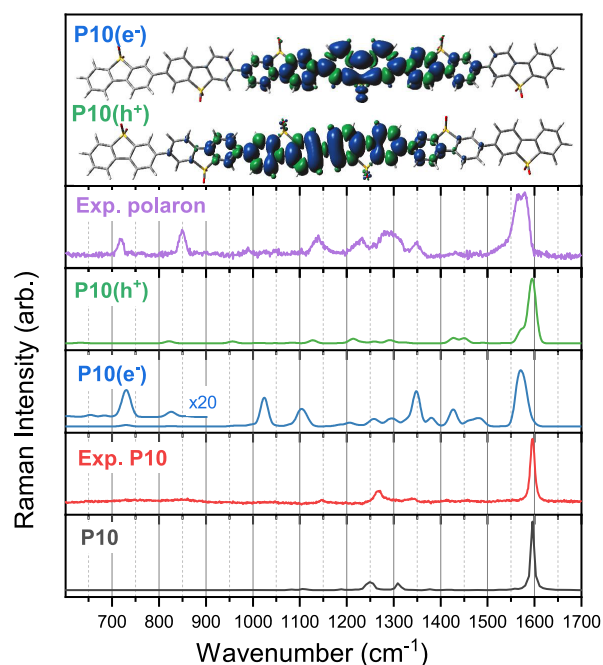 P10(e-)
P10(h+)
Exp. polaron
P10(h+)
P10(e-)
x20
Exp. P10
P10
Raman Intensity (arb.)
700 800 900 1000 1100 1200 1300 1400 1500 1600 1700
Wavenumber (cm-1)